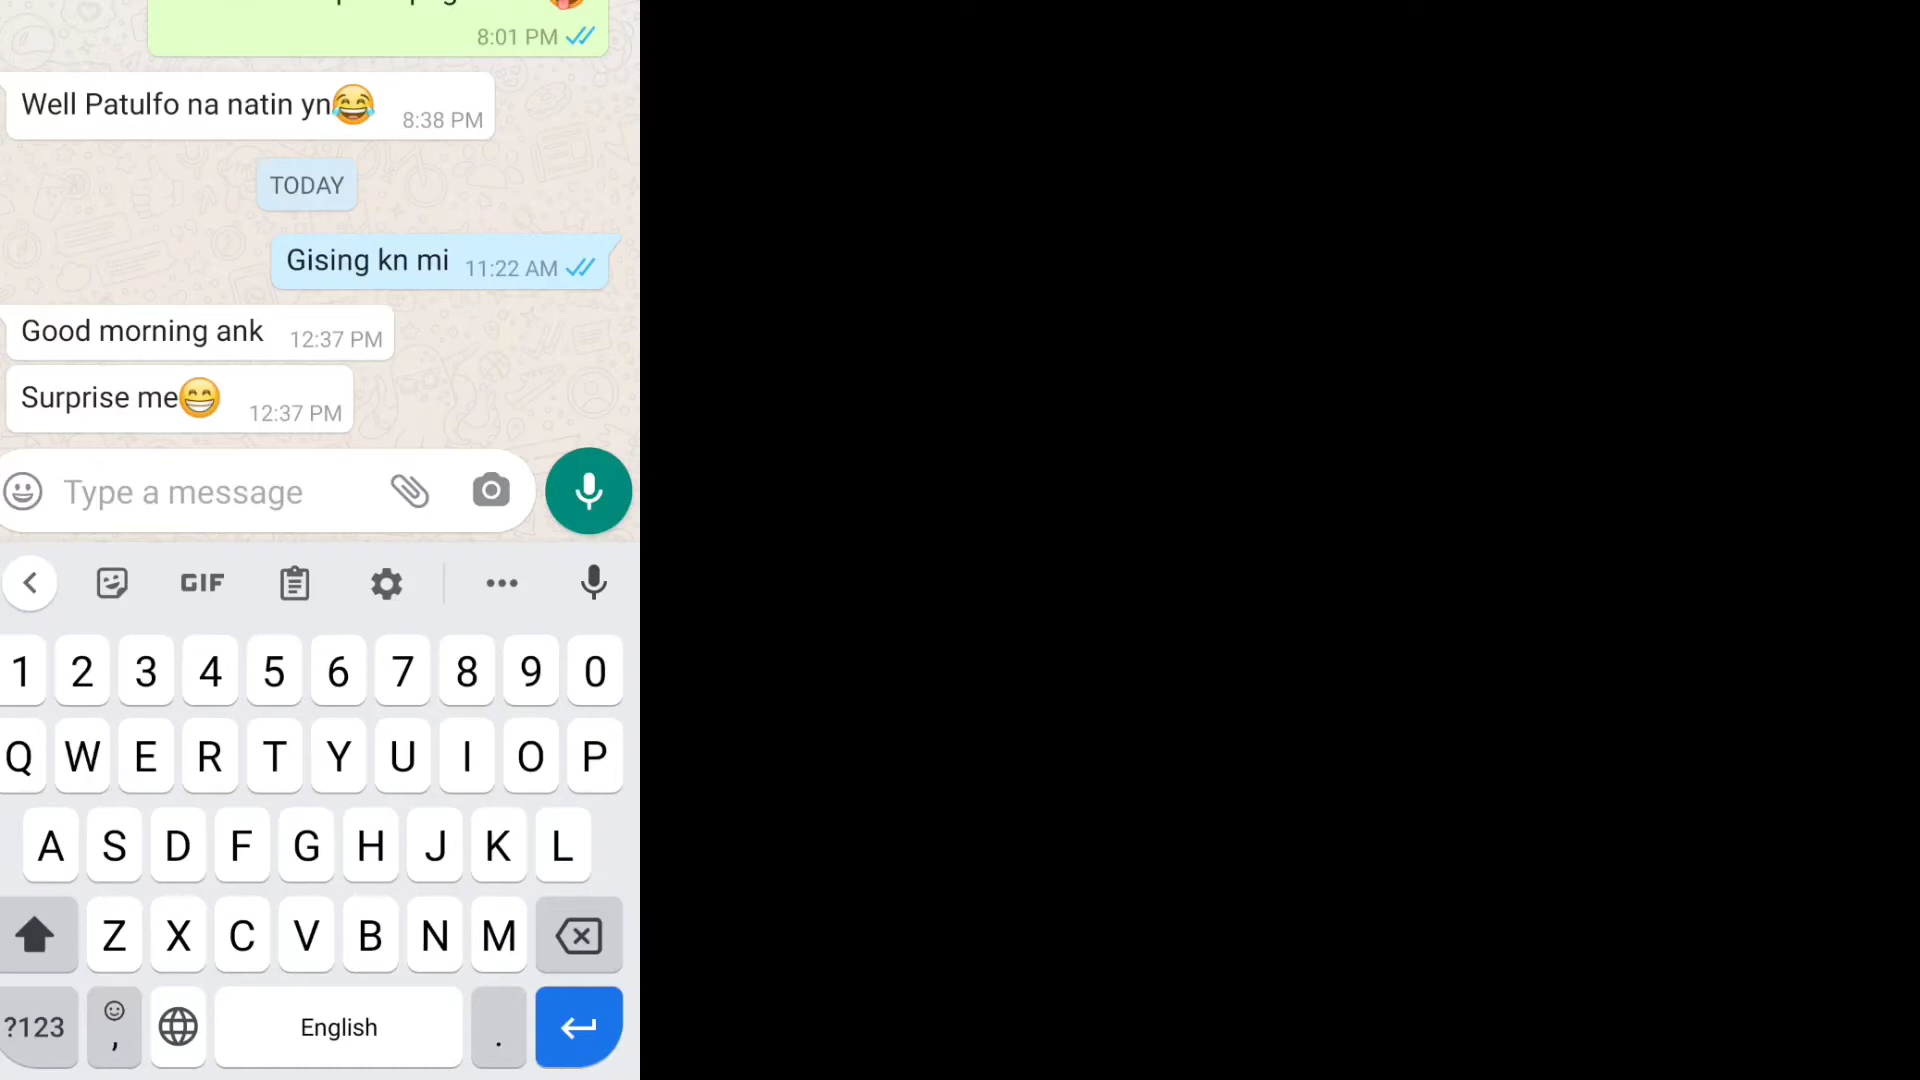 8:01 PM
Well Patulfo na natin yn😂 8:38 PM
TODAY
Gising kn mi 11:22 AM
Good morning ank 12:37 PM
Surprise me😁 12:37 PM
Type a message
GIF
1 2 3 4 5 6 7 8 9 0
Q W E R T Y U I O P
A S D F G H J K L
Z X C V B N M
?123 , English .